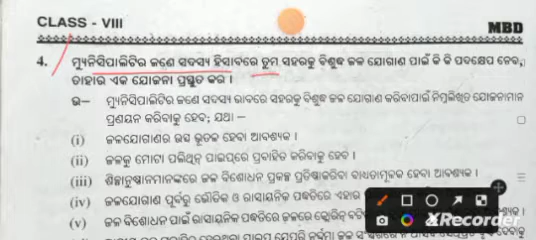 CLASS - VIII
MBD
4. ମ୍ୟୁନିସିପାଲିଟିର ଜଣେ ସଦସ୍ୟ ହିସାବରେ ତୁମ ସହରକୁ ବିଶୁଦ୍ଧ ଜଳ ଯୋଗାଣ ପାଇଁ କି କି ପଦକ୍ଷେପ ନେବ,
ତାହାର ଏକ ଯୋଜନା ପ୍ରସ୍ତୁତ କର ।
ଉ— ମ୍ୟୁନିସିପାଲିଟିର ଜଣେ ସଦସ୍ୟ ଭାବରେ ସହରକୁ ବିଶୁଦ୍ଧ ଜଳ ଯୋଗାଣ କରିବାପାଇଁ ନିମ୍ନଲିଖିତ ଯୋଜନାମାନ
ପ୍ରଣୟନ କରିବାକୁ ହେବ; ଯଥା —
(i) ଜଳଯୋଗାଣର ଉତ୍ସ ଭୂତଳ ହେବା ଆବଶ୍ୟକ ।
(ii) ଜଳକୁ ମୋଟା ପଲିଥିନ୍ ପାଇପ୍‌ରେ ପ୍ରବାହିତ କରିବାକୁ ହେବ ।
(iii) ଶିଳ୍ପାନୁଷ୍ଠାନମାନଙ୍କରେ ଜଳ ବିଶୋଧନ ପ୍ରକଳ୍ପ ପ୍ରତିଷ୍ଠାକରିବା ବାଧ୍ୟତାମୂଳକ ହେବା ଆବଶ୍ୟକ ।
(iv) ଜଳଯୋଗାଣ ପୂର୍ବରୁ ଭୌତିକ ଓ ରାସାୟନିକ ପଦ୍ଧତିରେ ଏହାର
(v) ଜଳ ବିଶୋଧନ ପାଇଁ ରାସାୟନିକ ପଦ୍ଧତିରେ ଜଳରେ
XRecorder